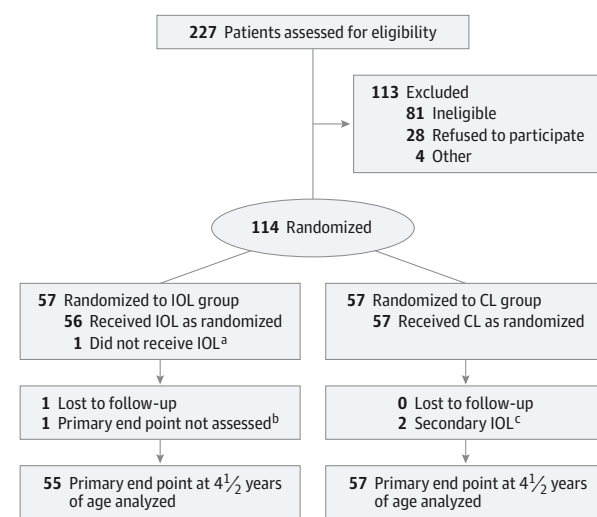 227 Patients assessed for eligibility
113 Excluded
81 Ineligible
28 Refused to participate
4 Other
114 Randomized
57 Randomized to IOL group
56 Received IOL as randomized
1 Did not receive IOLᵃ
57 Randomized to CL group
57 Received CL as randomized
1 Lost to follow-up
1 Primary end point not assessedᵇ
0 Lost to follow-up
2 Secondary IOLᶜ
55 Primary end point at 4½ years
of age analyzed
57 Primary end point at 4½ years
of age analyzed